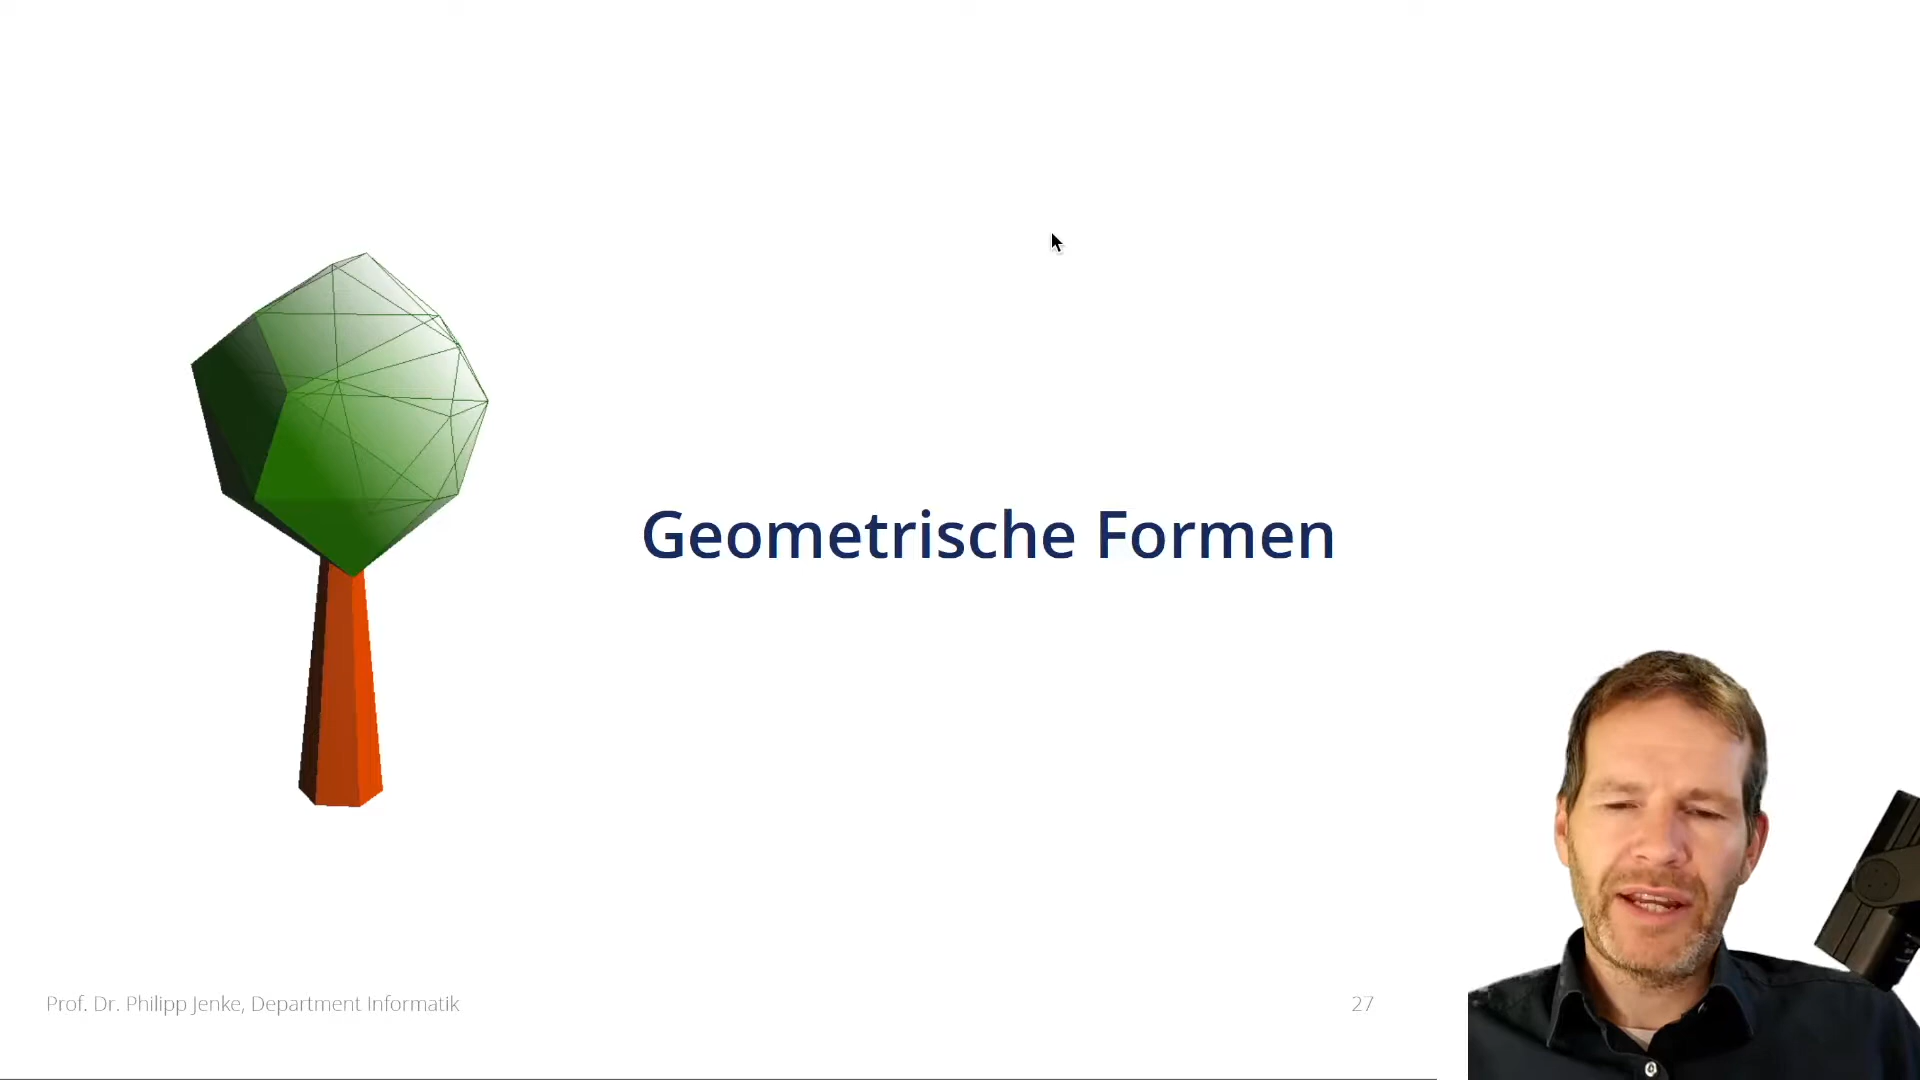 Geometrische Formen
Prof. Dr. Philipp Jenke, Department Informatik
27